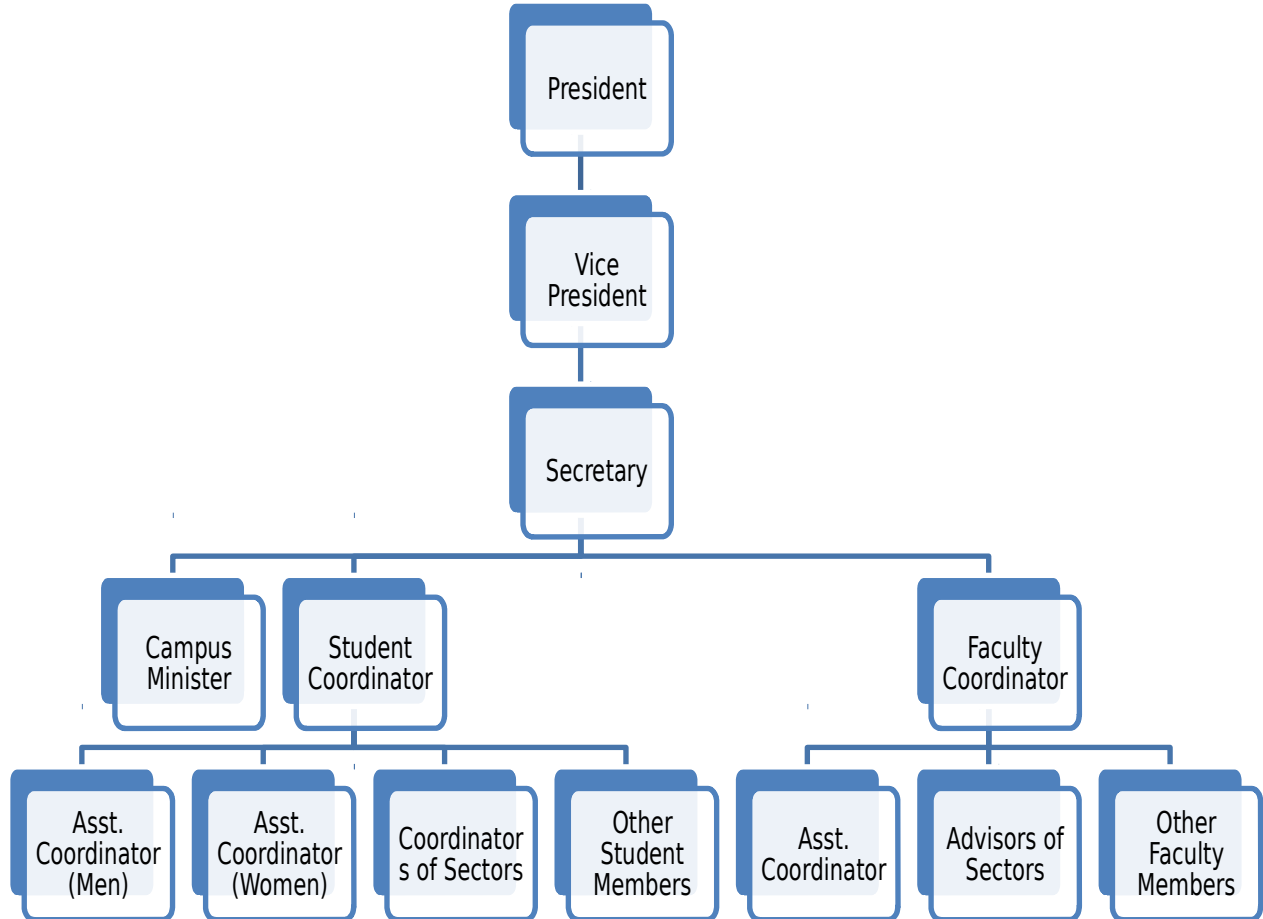 President
Vice
President
Secretary
Campus
Minister
Student
Coordinator
Faculty
Coordinator
Asst.
Coordinator
(Men)
Asst.
Coordinator
(Women)
Coordinator
s of Sectors
Other
Student
Members
Asst.
Coordinator
Advisors of
Sectors
Other
Faculty
Members